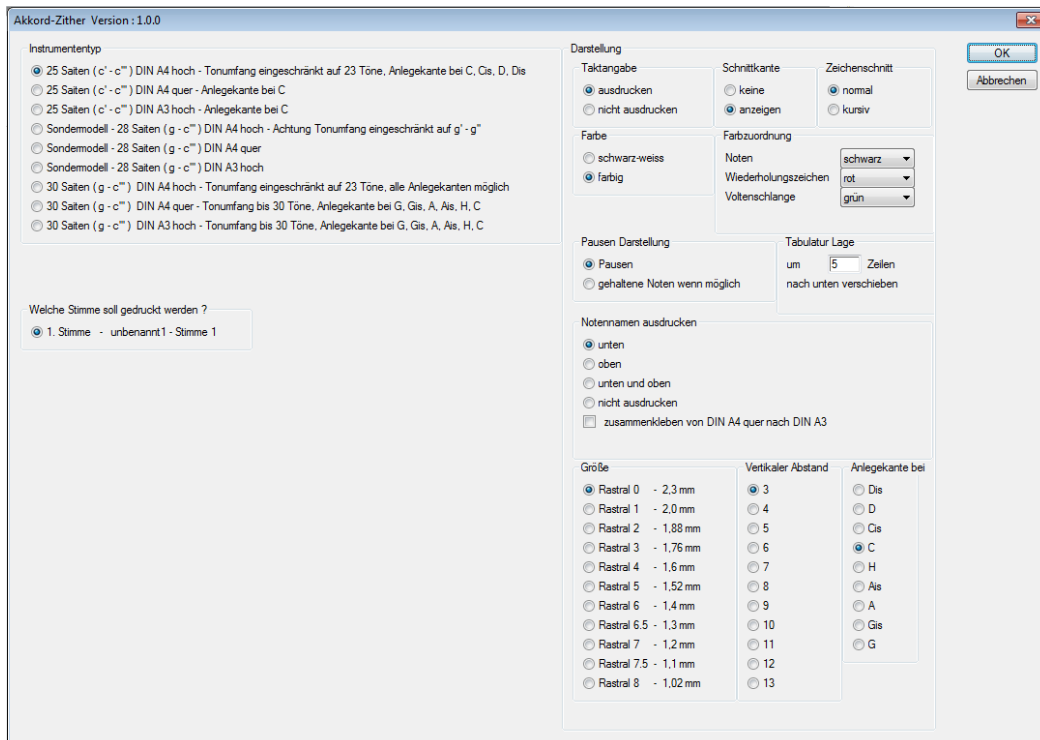 Akkord-Zither Version : 1.0.0
Instrumententyp
25 Saiten ( c' - c''' ) DIN A4 hoch - Tonumfang eingeschränkt auf 23 Töne, Anlegekante bei C, Cis, D, Dis
25 Saiten ( c' - c''' ) DIN A4 quer - Anlegekante bei C
25 Saiten ( c' - c''' ) DIN A3 hoch - Anlegekante bei C
Sondermodell - 28 Saiten ( g - c''' ) DIN A4 hoch - Achtung Tonumfang eingeschränkt auf g' - g''
Sondermodell - 28 Saiten ( g - c''' ) DIN A4 quer
Sondermodell - 28 Saiten ( g - c''' ) DIN A3 hoch
30 Saiten ( g - c''' ) DIN A4 hoch - Tonumfang eingeschränkt auf 23 Töne, alle Anlegekanten möglich
30 Saiten ( g - c''' ) DIN A4 quer - Tonumfang bis 30 Töne, Anlegekante bei G, Gis, A, Ais, H, C
30 Saiten ( g - c''' ) DIN A3 hoch - Tonumfang bis 30 Töne, Anlegekante bei G, Gis, A, Ais, H, C
Welche Stimme soll gedruckt werden ?
1. Stimme - unbenannt1 - Stimme 1
Darstellung
Taktangabe
ausdrucken
nicht ausdrucken
Schnittkante
keine
anzeigen
Zeichenschnitt
normal
kursiv
Farbe
schwarz-weiss
farbig
Farbzuordnung
Noten schwarz
Wiederholungszeichen rot
Voltenschlange grün
Pausen Darstellung
Pausen
gehaltene Noten wenn möglich
Tabulatur Lage
um 5 Zeilen
nach unten verschieben
Notennamen ausdrucken
unten
oben
unten und oben
nicht ausdrucken
zusammenkleben von DIN A4 quer nach DIN A3
Größe
Rastral 0 - 2,3 mm
Rastral 1 - 2,0 mm
Rastral 2 - 1,88 mm
Rastral 3 - 1,76 mm
Rastral 4 - 1,6 mm
Rastral 5 - 1,52 mm
Rastral 6 - 1,4 mm
Rastral 6.5 - 1,3 mm
Rastral 7 - 1,2 mm
Rastral 7.5 - 1,1 mm
Rastral 8 - 1,02 mm
Vertikaler Abstand
3
4
5
6
7
8
9
10
11
12
13
Anlegekante bei
Dis
D
Cis
C
H
Ais
A
Gis
G
OK
Abbrechen